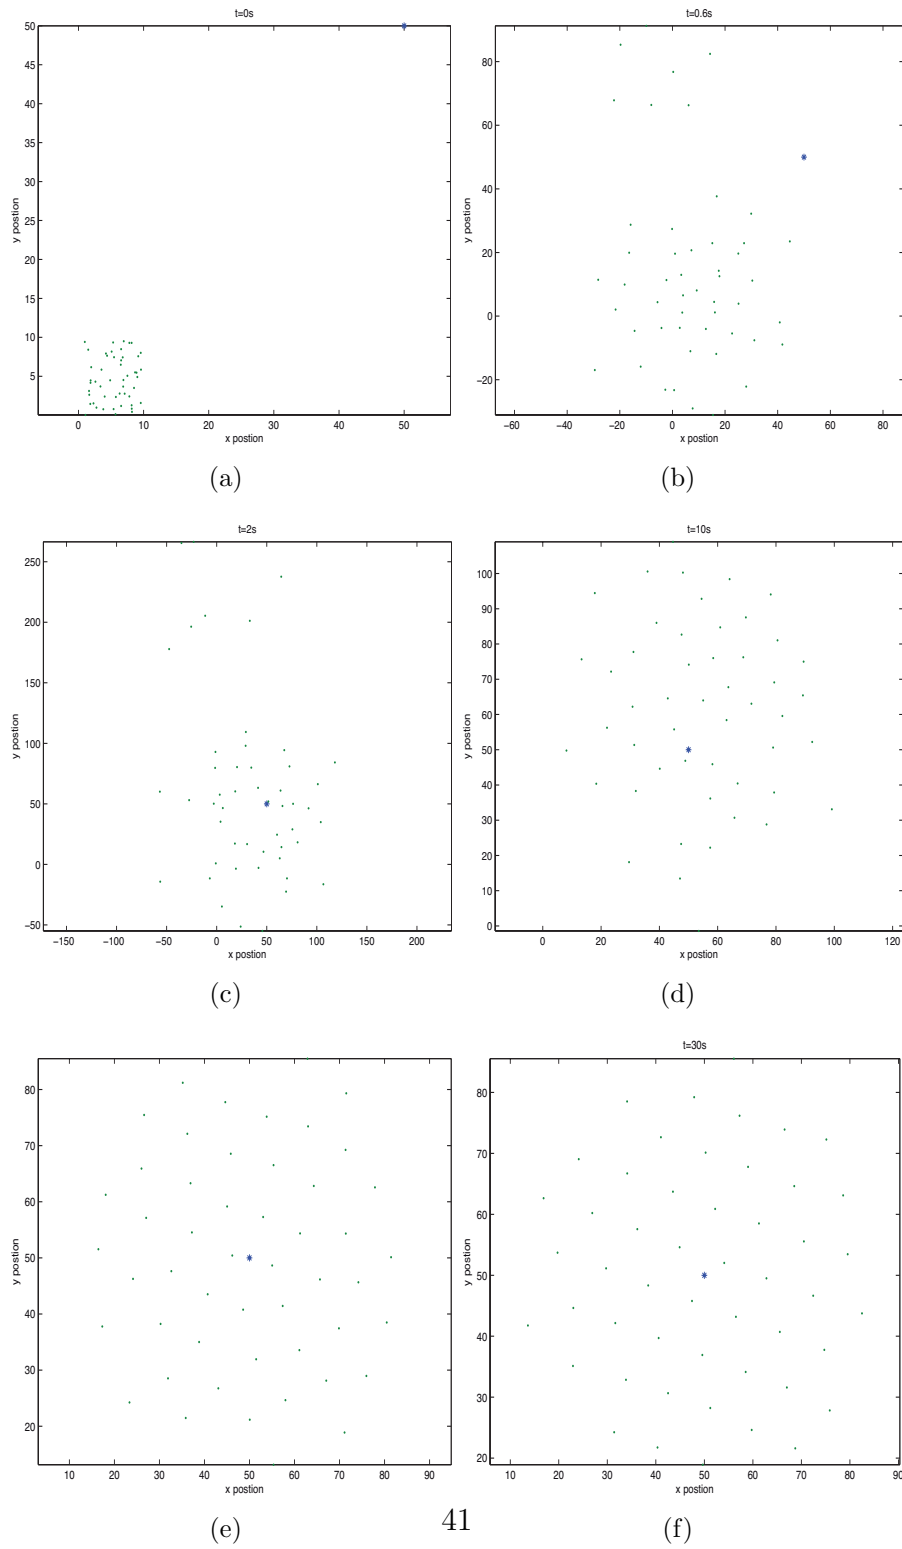 t=0s
50
45
40
35
30
25
20
15
10
5
y postion
0 10 20 30 40 50
x postion
(a)
t=0.6s
80
60
40
20
0
−20
y postion
−60 −40 −20 0 20 40 60 80
x postion
(b)
t=2s
250
200
150
100
50
0
−50
y postion
−150 −100 −50 0 50 100 150 200
x postion
(c)
t=10s
100
90
80
70
60
50
40
30
20
10
0
y postion
0 20 40 60 80 100 120
x postion
(d)
80
70
60
50
40
30
20
y postion
10 20 30 40 50 60 70 80 90
x postion
(e)
t=30s
80
70
60
50
40
30
20
y postion
10 20 30 40 50 60 70 80 90
x postion
(f)
41